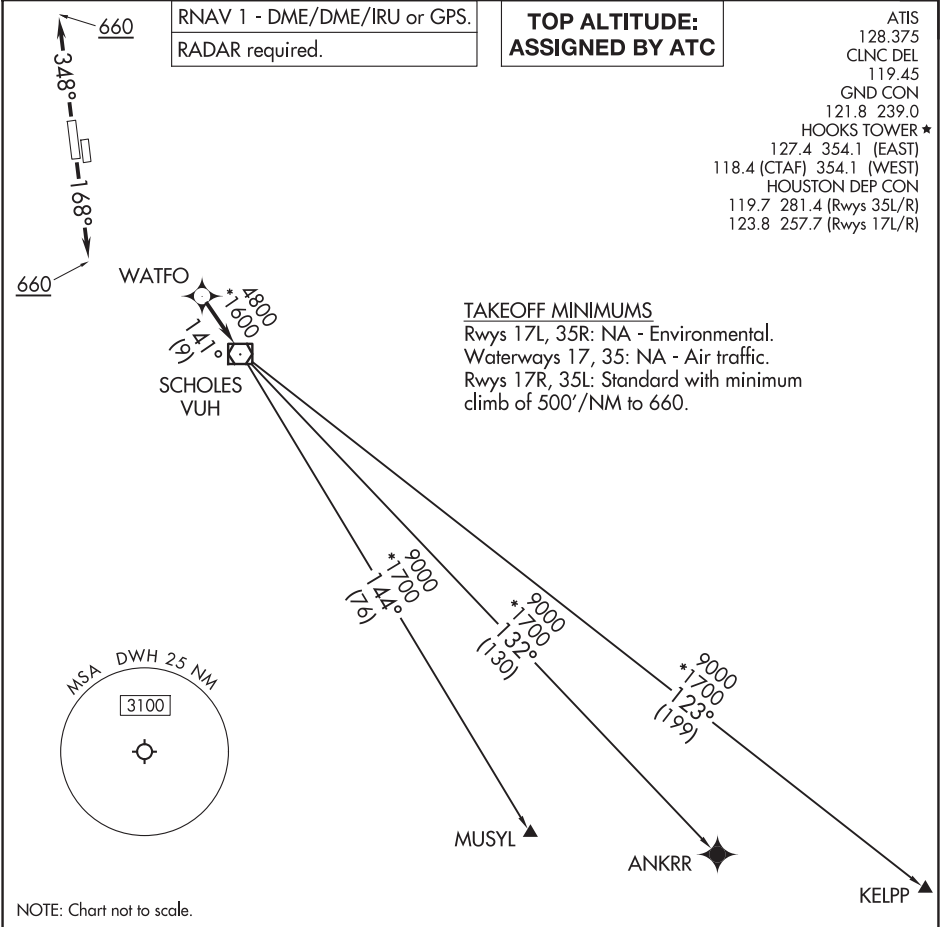 660
RNAV 1 - DME/DME/IRU or GPS.
RADAR required.
TOP ALTITUDE:
ASSIGNED BY ATC
ATIS
128.375
CLNC DEL
119.45
GND CON
121.8 239.0
HOOKS TOWER ★
127.4 354.1 (EAST)
118.4 (CTAF) 354.1 (WEST)
HOUSTON DEP CON
119.7 281.4 (Rwys 35L/R)
123.8 257.7 (Rwys 17L/R)
348°
168°
660
WATFO
4800
*1600
141°
(9)
SCHOLES
VUH
TAKEOFF MINIMUMS
Rwys 17L, 35R: NA - Environmental.
Waterways 17, 35: NA - Air traffic.
Rwys 17R, 35L: Standard with minimum
climb of 500'/NM to 660.
9000
*1700
144°
(76)
9000
*1700
132°
(130)
9000
*1700
123°
(199)
MSA DWH 25 NM
3100
MUSYL
ANKRR
KELPP
NOTE: Chart not to scale.